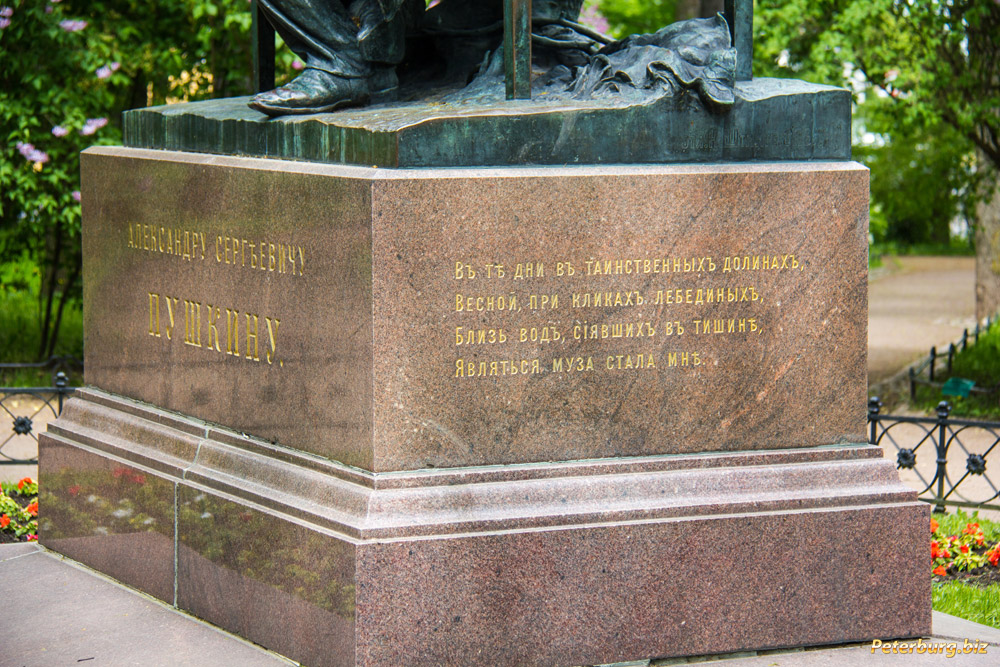 АЛЕКСАНДРУ СЕРГѢЕВИЧУ
ПУШКИНУ.
Въ тѣ дни въ таинственныхъ долинахъ,
Весной, при кликахъ лебединыхъ,
Близь водъ, сіявшихъ въ тишинѣ,
Являться муза стала мнѣ.
Peterburg.biz